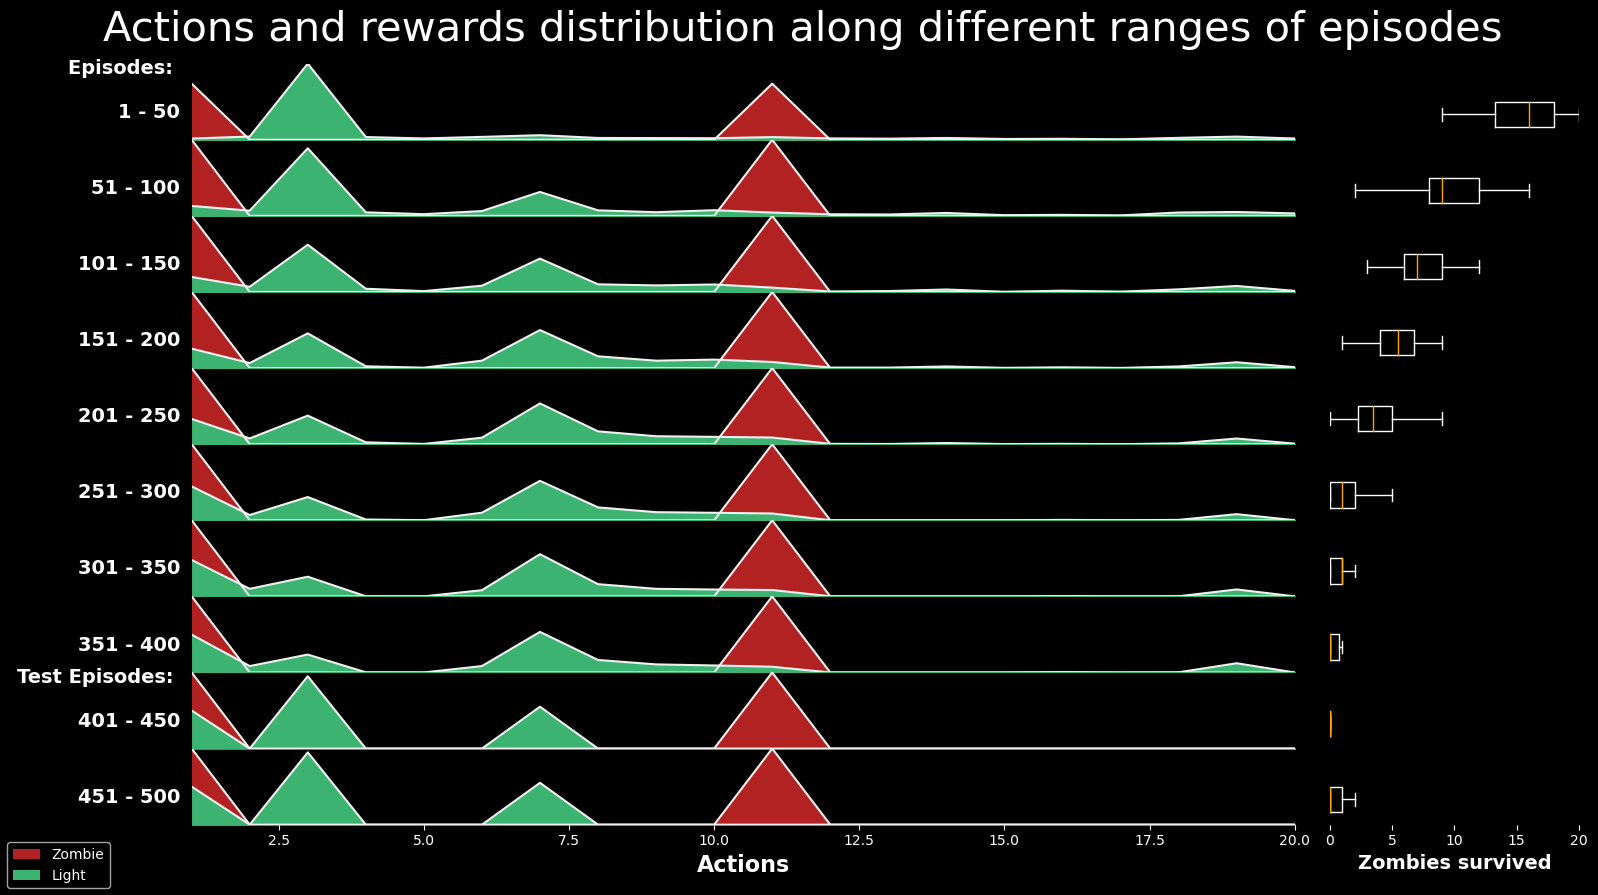 Actions and rewards distribution along different ranges of episodes
Episodes:
1 - 50
51 - 100
101 - 150
151 - 200
201 - 250
251 - 300
301 - 350
351 - 400
Test Episodes:
401 - 450
451 - 500
2.5 5.0 7.5 10.0 12.5 15.0 17.5 20.0 0 5 10 15 20
Actions
Zombies survived
Zombie
Light